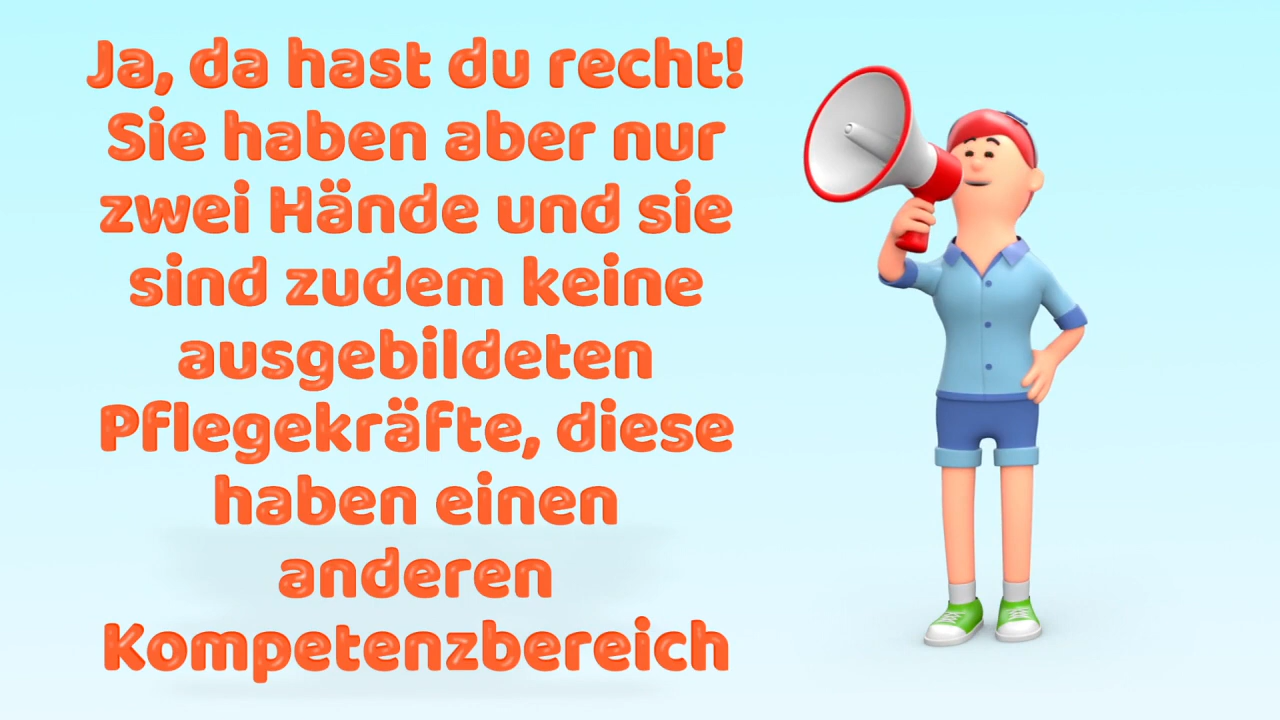 Ja, da hast du recht!
Sie haben aber nur
zwei Hände und sie
sind zudem keine
ausgebildeten
Pflegekräfte, diese
haben einen
anderen
Kompetenzbereich